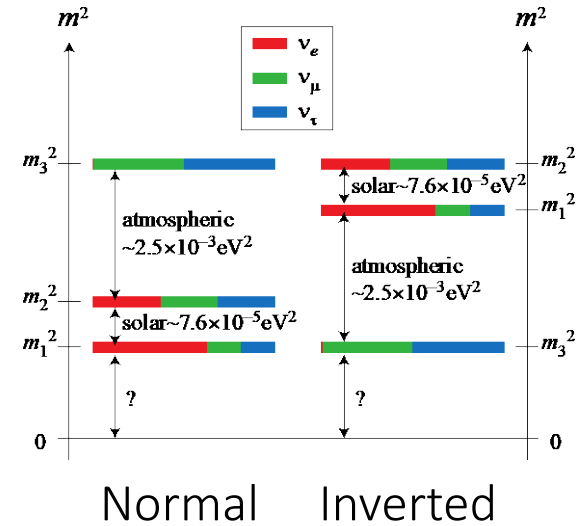 m²
m²
νe
νμ
ντ
m₃²
m₂²
solar~7.6×10⁻⁵eV²
m₁²
atmospheric
~2.5×10⁻³eV²
atmospheric
~2.5×10⁻³eV²
m₂²
solar~7.6×10⁻⁵eV²
m₁²
m₃²
?
?
0
0
Normal
Inverted